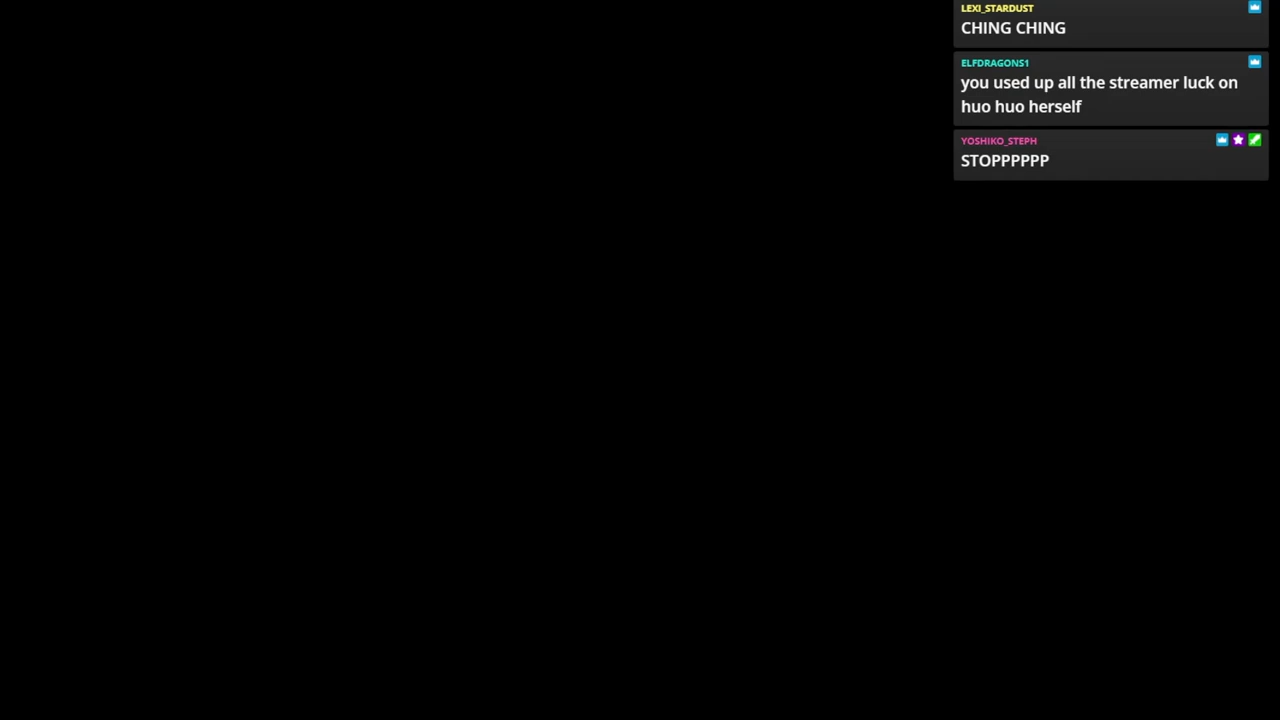 LEXI_STARDUST
CHING CHING
ELFDRAGONS1
you used up all the streamer luck on
huo huo herself
YOSHIKO_STEPH
STOPPPPPP